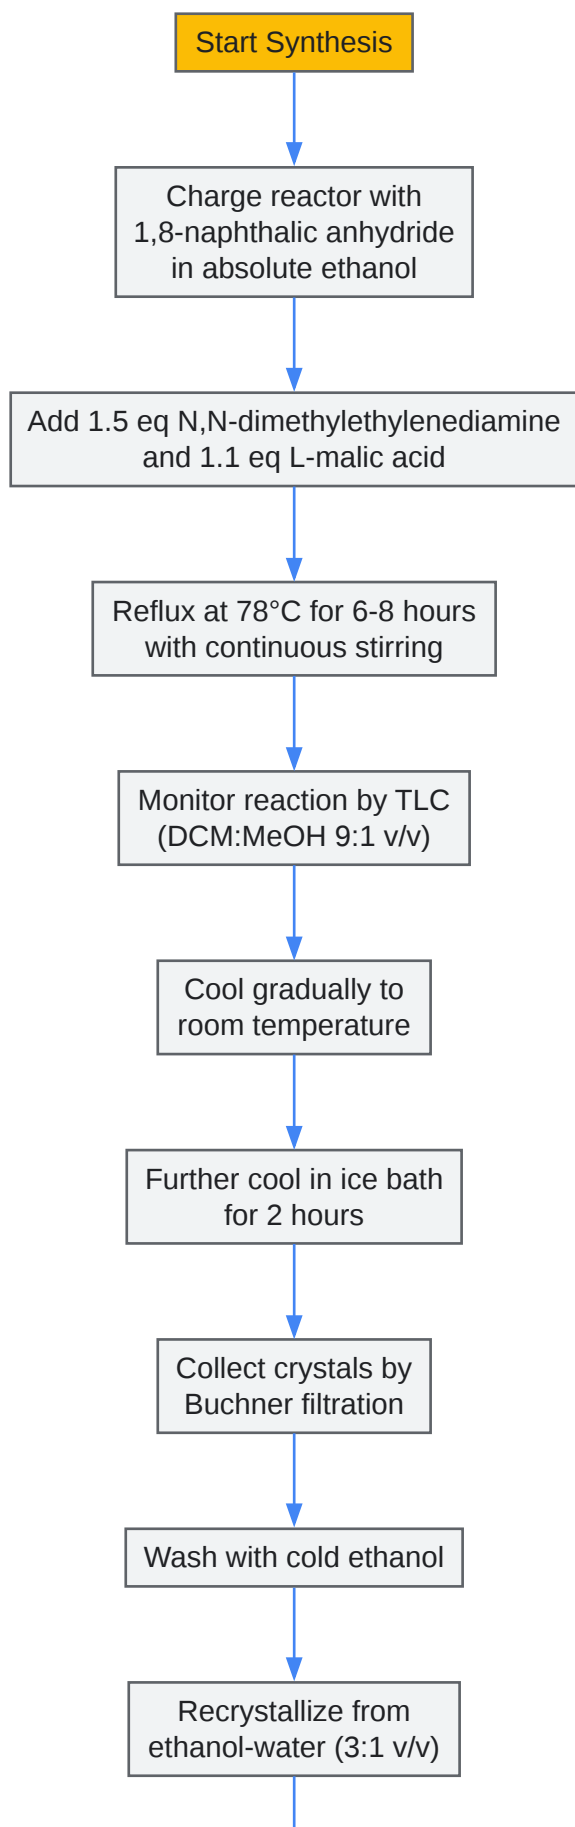 Start Synthesis
Charge reactor with
1,8-naphthalic anhydride
in absolute ethanol
Add 1.5 eq N,N-dimethylethylenediamine
and 1.1 eq L-malic acid
Reflux at 78°C for 6-8 hours
with continuous stirring
Monitor reaction by TLC
(DCM:MeOH 9:1 v/v)
Cool gradually to
room temperature
Further cool in ice bath
for 2 hours
Collect crystals by
Buchner filtration
Wash with cold ethanol
Recrystallize from
ethanol-water (3:1 v/v)